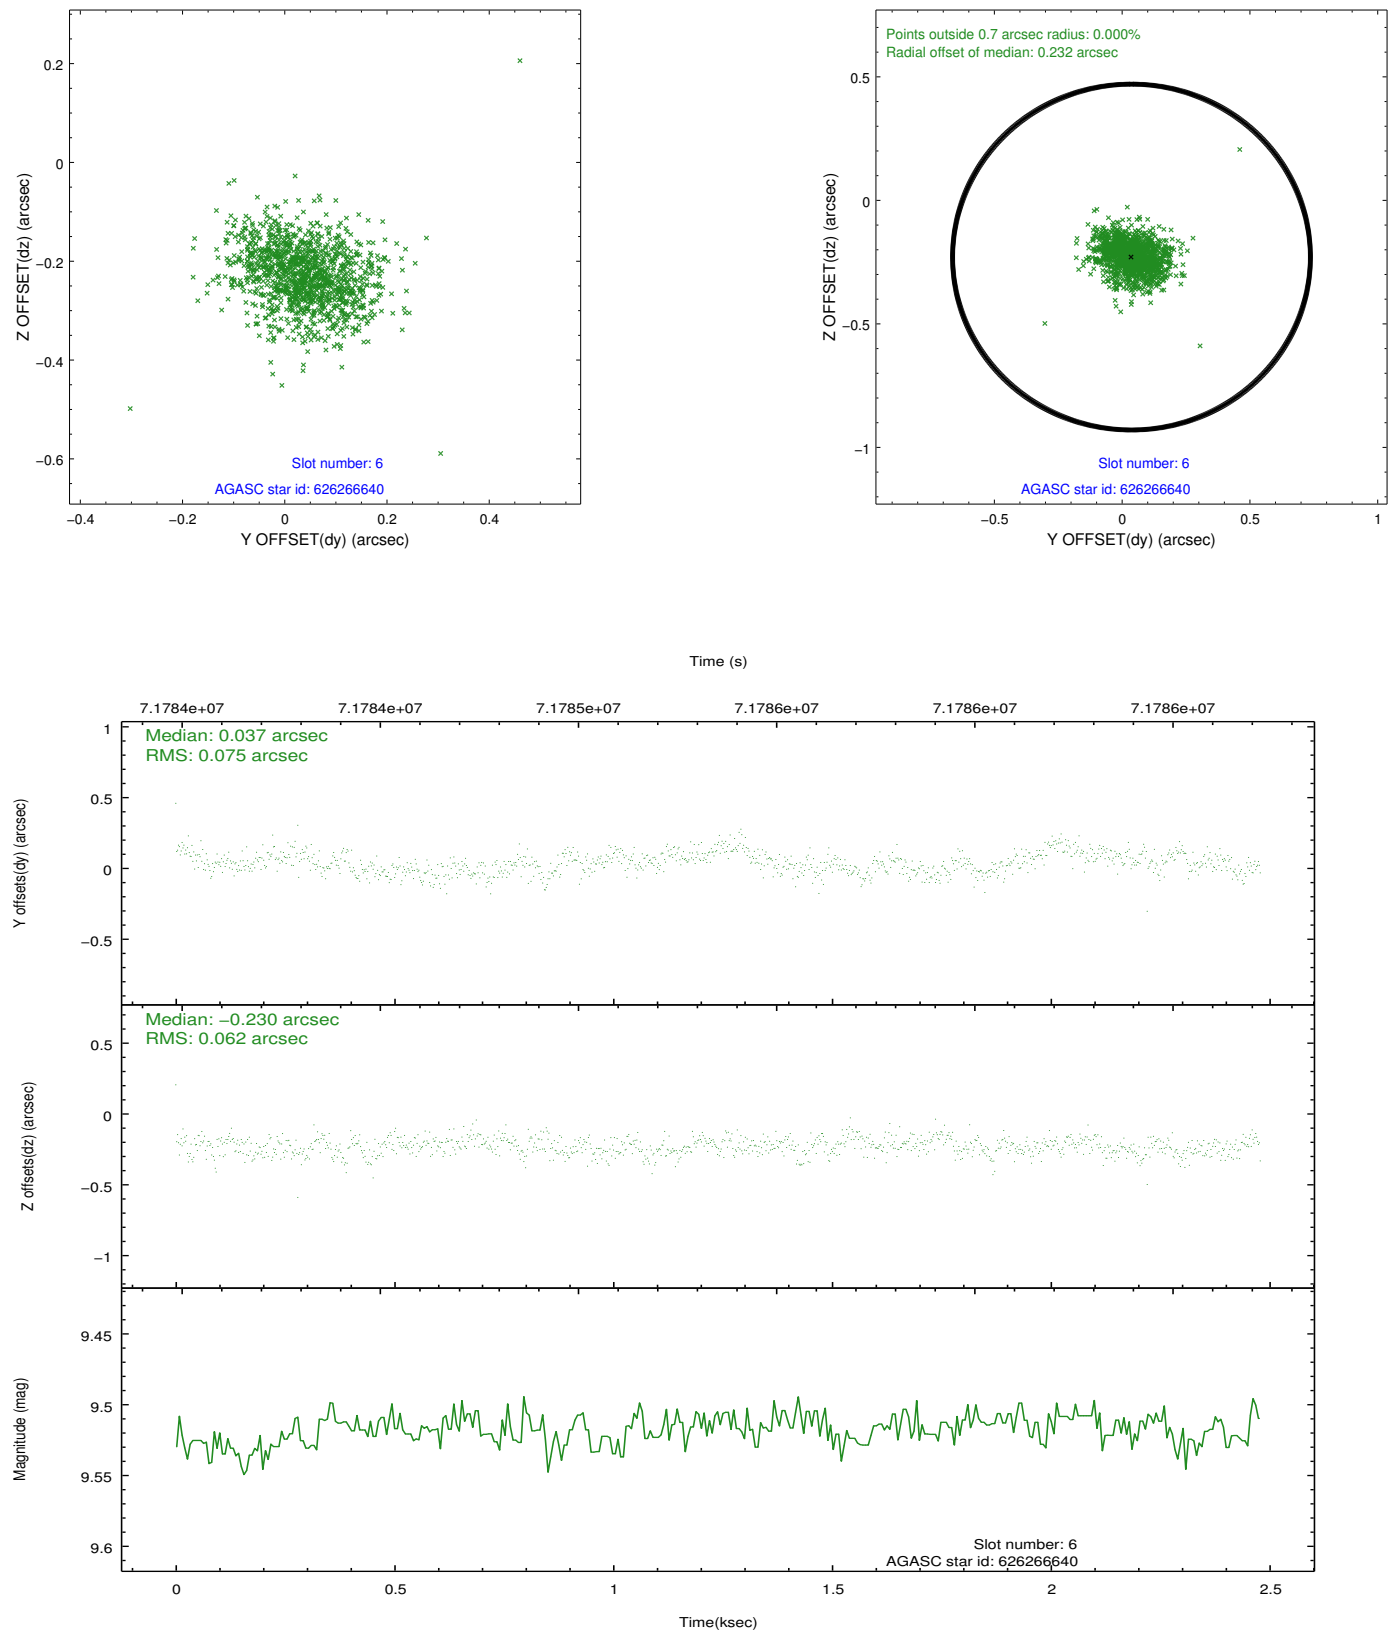 0.2
0
−0.2
−0.4
−0.6
Z OFFSET(dz) (arcsec)
Slot number: 6
AGASC star id: 626266640
−0.4 −0.2 0 0.2 0.4
Y OFFSET(dy) (arcsec)
Points outside 0.7 arcsec radius: 0.000%
Radial offset of median: 0.232 arcsec
0.5
0
−0.5
−1
Z OFFSET(dz) (arcsec)
Slot number: 6
AGASC star id: 626266640
−0.5 0 0.5 1
Y OFFSET(dy) (arcsec)
Time (s)
7.1784e+07 7.1784e+07 7.1785e+07 7.1786e+07 7.1786e+07 7.1786e+07
Median: 0.037 arcsec
RMS: 0.075 arcsec
1
0.5
0
−0.5
Y offsets(dy) (arcsec)
Median: −0.230 arcsec
RMS: 0.062 arcsec
0.5
0
−0.5
−1
Z offsets(dz) (arcsec)
9.45
9.5
9.55
9.6
Magnitude (mag)
Slot number: 6
AGASC star id: 626266640
0 0.5 1 1.5 2 2.5
Time(ksec)